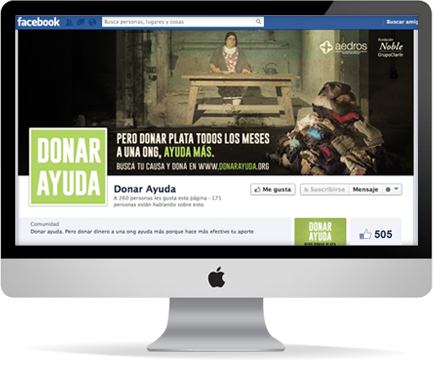 facebook
Busca personas, lugares y cosas
Buscar amig
aedros
Fundación
Noble
GrupoClarín
PERO DONAR PLATA TODOS LOS MESES
A UNA ONG, AYUDA MÁS.
BUSCÁ TU CAUSA Y DONÁ EN WWW.DONARAYUDA.ORG
DONAR
AYUDA
Donar Ayuda
A 260 personas les gusta esta página · 171
personas están hablando sobre esto
Me gusta
Suscribirse
Mensaje
Comunidad
Donar ayuda. Pero donar dinero a una ong ayuda más porque hace más efectivo tu aporte
DONAR
AYUDA
505